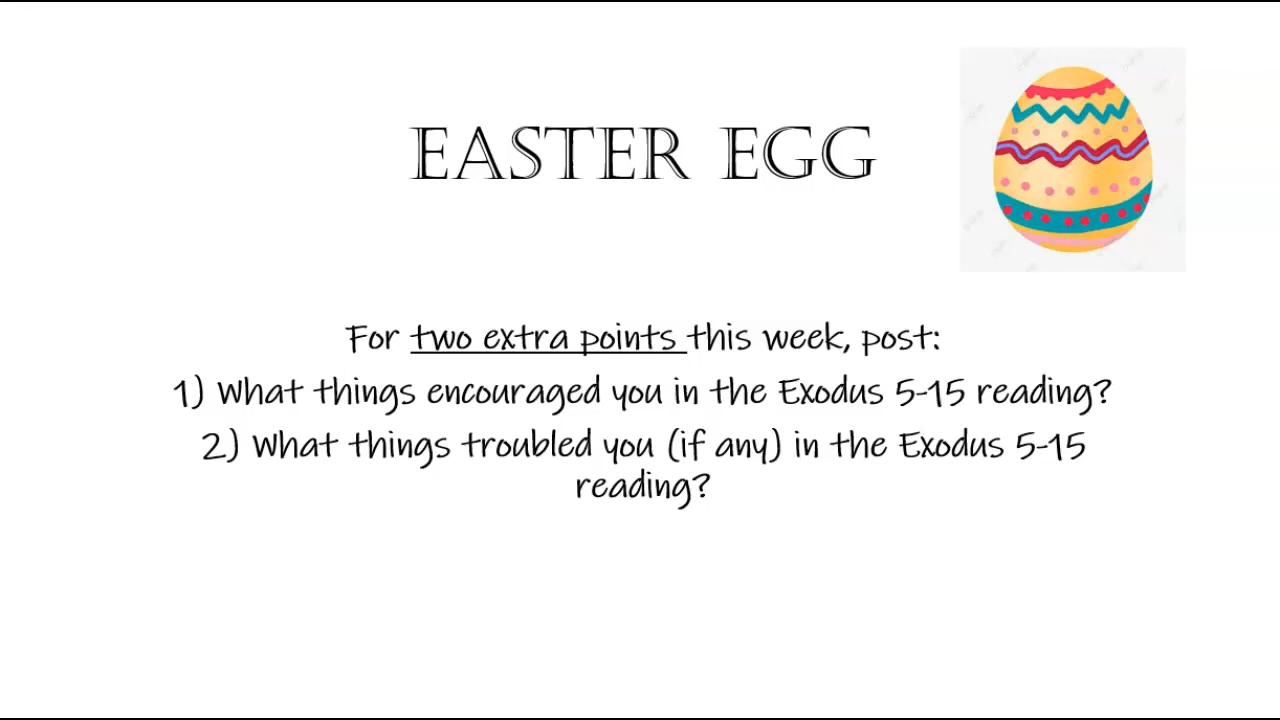 EASTER EGG
For two extra points this week, post:
1) What things encouraged you in the Exodus 5-15 reading?
2) What things troubled you (if any) in the Exodus 5-15
reading?